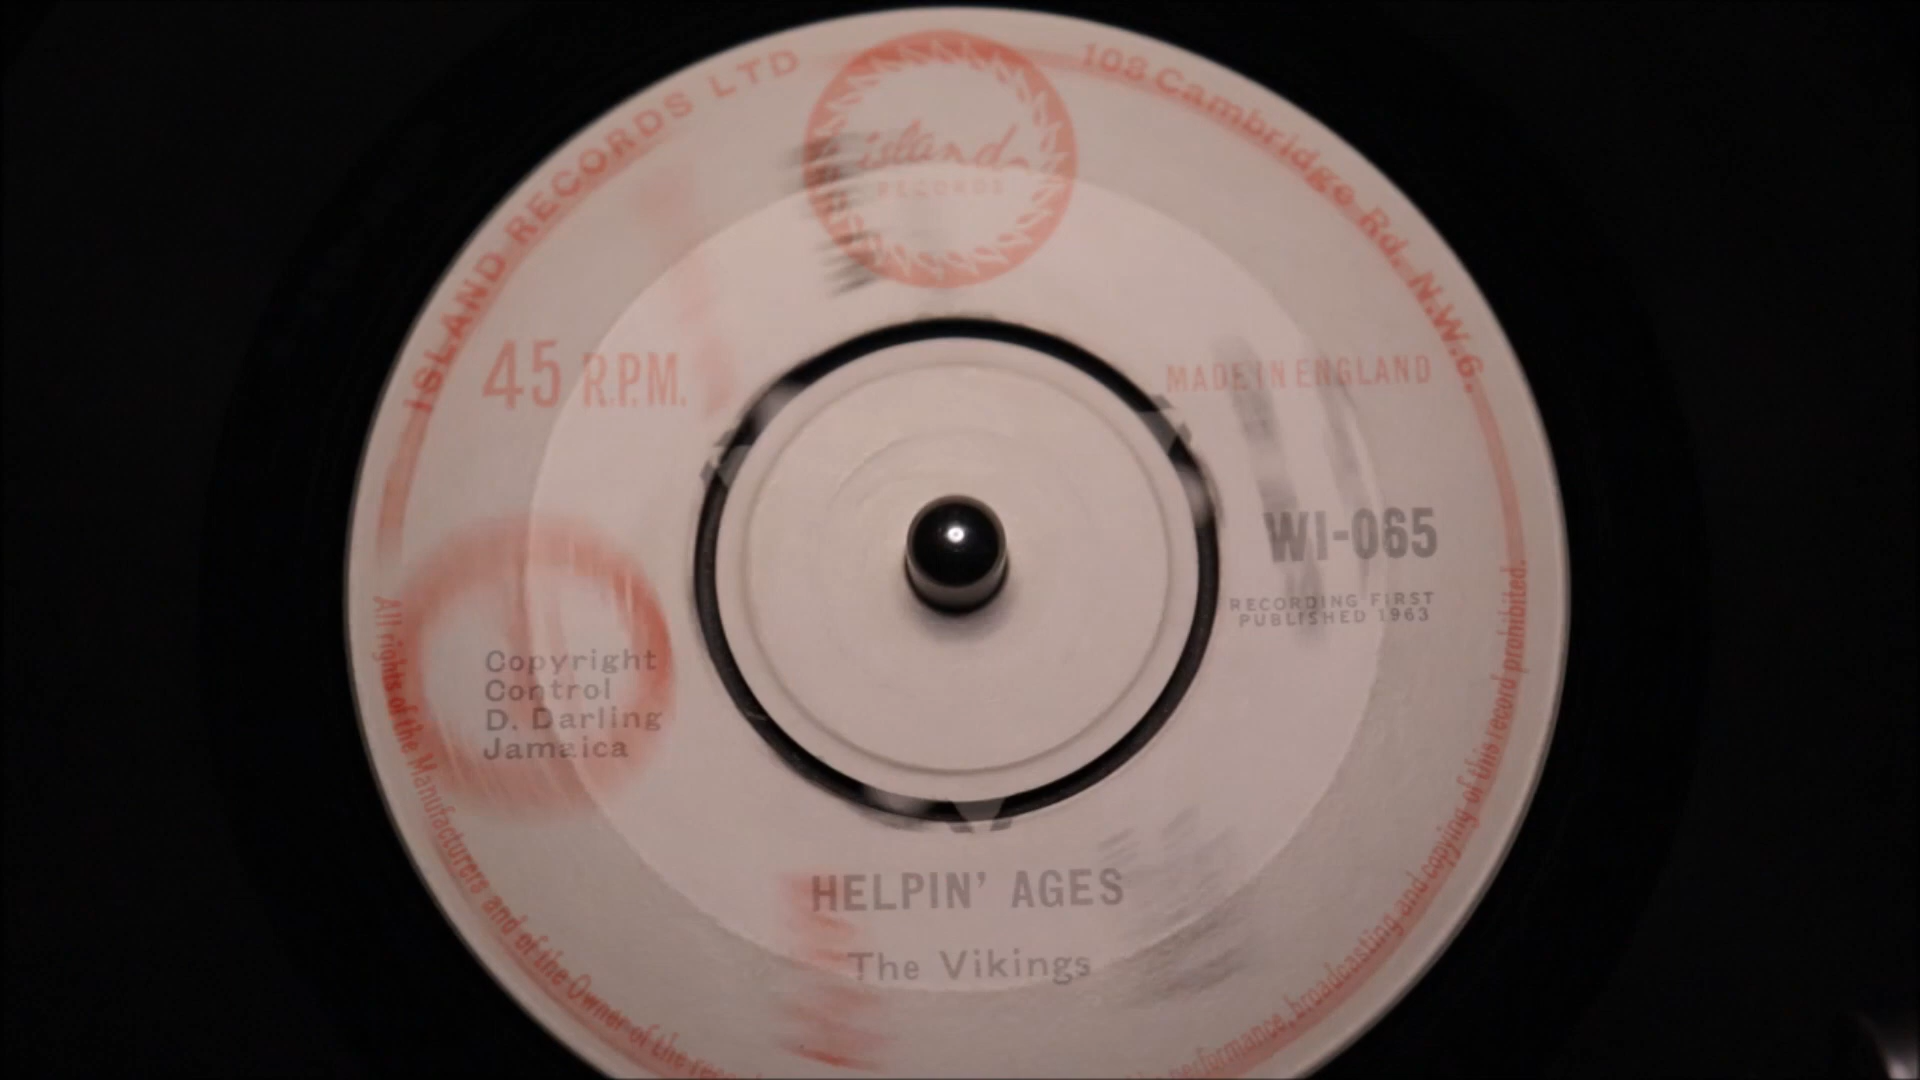 ISLAND RECORDS LTD
108 Cambridge Rd. N.W.6.
island
RECORDS
45 R.P.M.
MADE IN ENGLAND
WI-065
RECORDING FIRST
PUBLISHED 1963
Copyright
Control
D. Darling
Jamaica
HELPIN' AGES
The Vikings
All rights of the Manufacturers and of the Owner of the
performance, broadcasting and copying of this record prohibited.